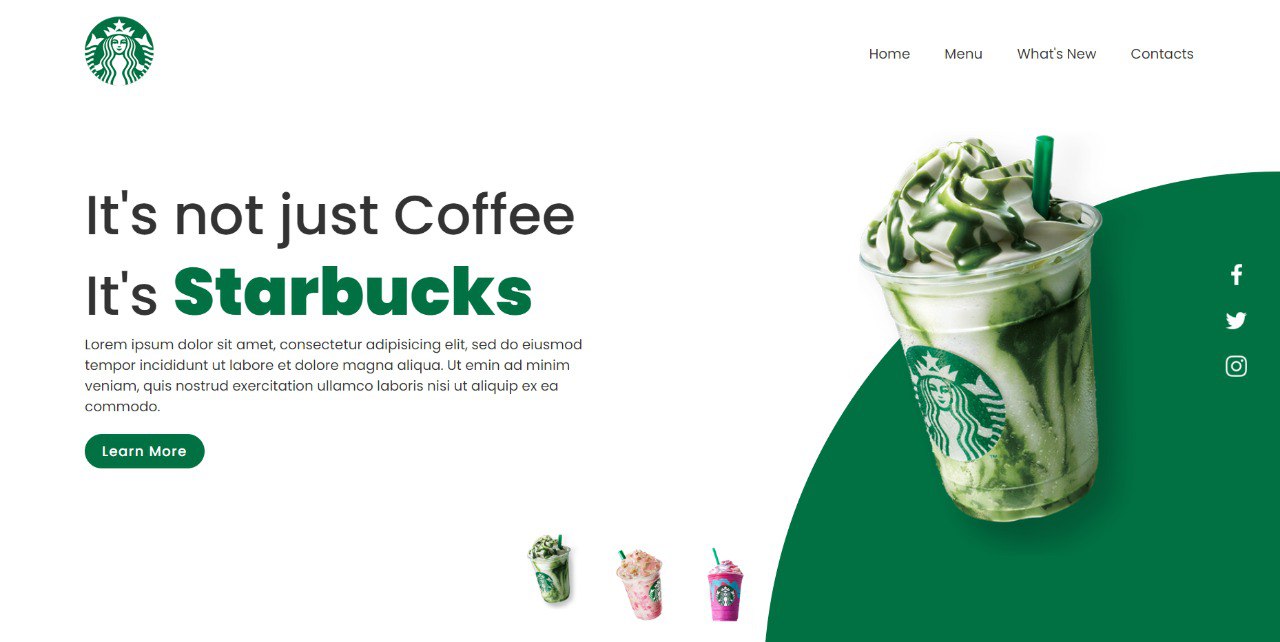 Home Menu What's New Contacts
It's not just Coffee
It's Starbucks
Lorem ipsum dolor sit amet, consectetur adipisicing elit, sed do eiusmod
tempor incididunt ut labore et dolore magna aliqua. Ut emin ad minim
veniam, quis nostrud exercitation ullamco laboris nisi ut aliquip ex ea
commodo.
Learn More